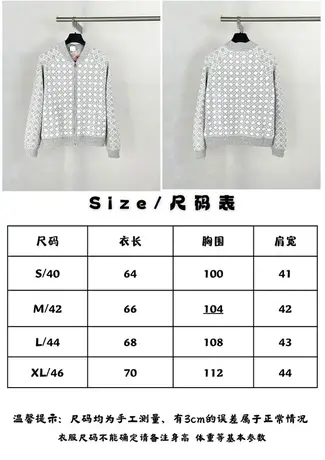 Size/尺码表
尺码 衣长 胸围 肩宽
S/40 64 100 41
M/42 66 104 42
L/44 68 108 43
XL/46 70 112 44
温馨提示：尺码均为手工测量、有3cm的误差属于正常情况
衣服尺码不能确定请备注身高 体重等基本参数